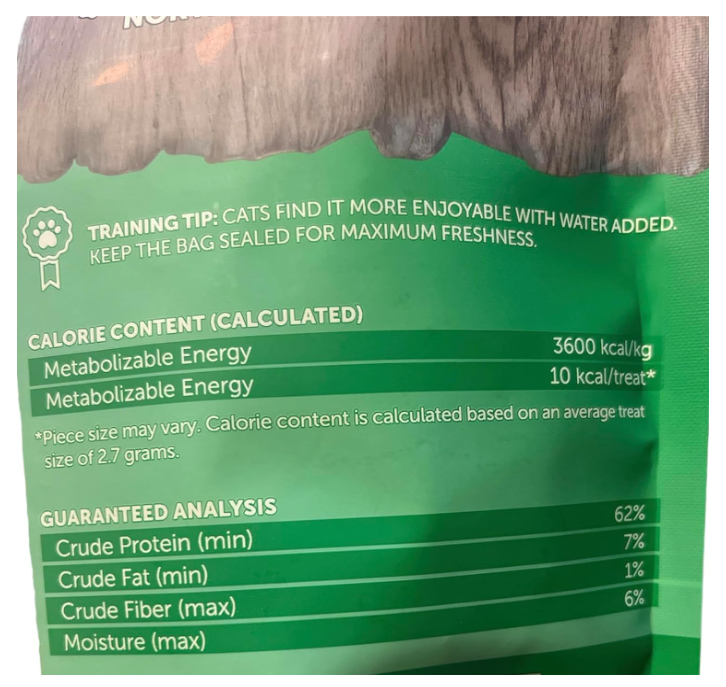 TRAINING TIP: CATS FIND IT MORE ENJOYABLE WITH WATER ADDED.
KEEP THE BAG SEALED FOR MAXIMUM FRESHNESS.
CALORIE CONTENT (CALCULATED)
Metabolizable Energy 3600 kcal/kg
Metabolizable Energy 10 kcal/treat*
*Piece size may vary. Calorie content is calculated based on an average treat
size of 2.7 grams.
GUARANTEED ANALYSIS
Crude Protein (min) 62%
Crude Fat (min) 7%
Crude Fiber (max) 1%
Moisture (max) 6%